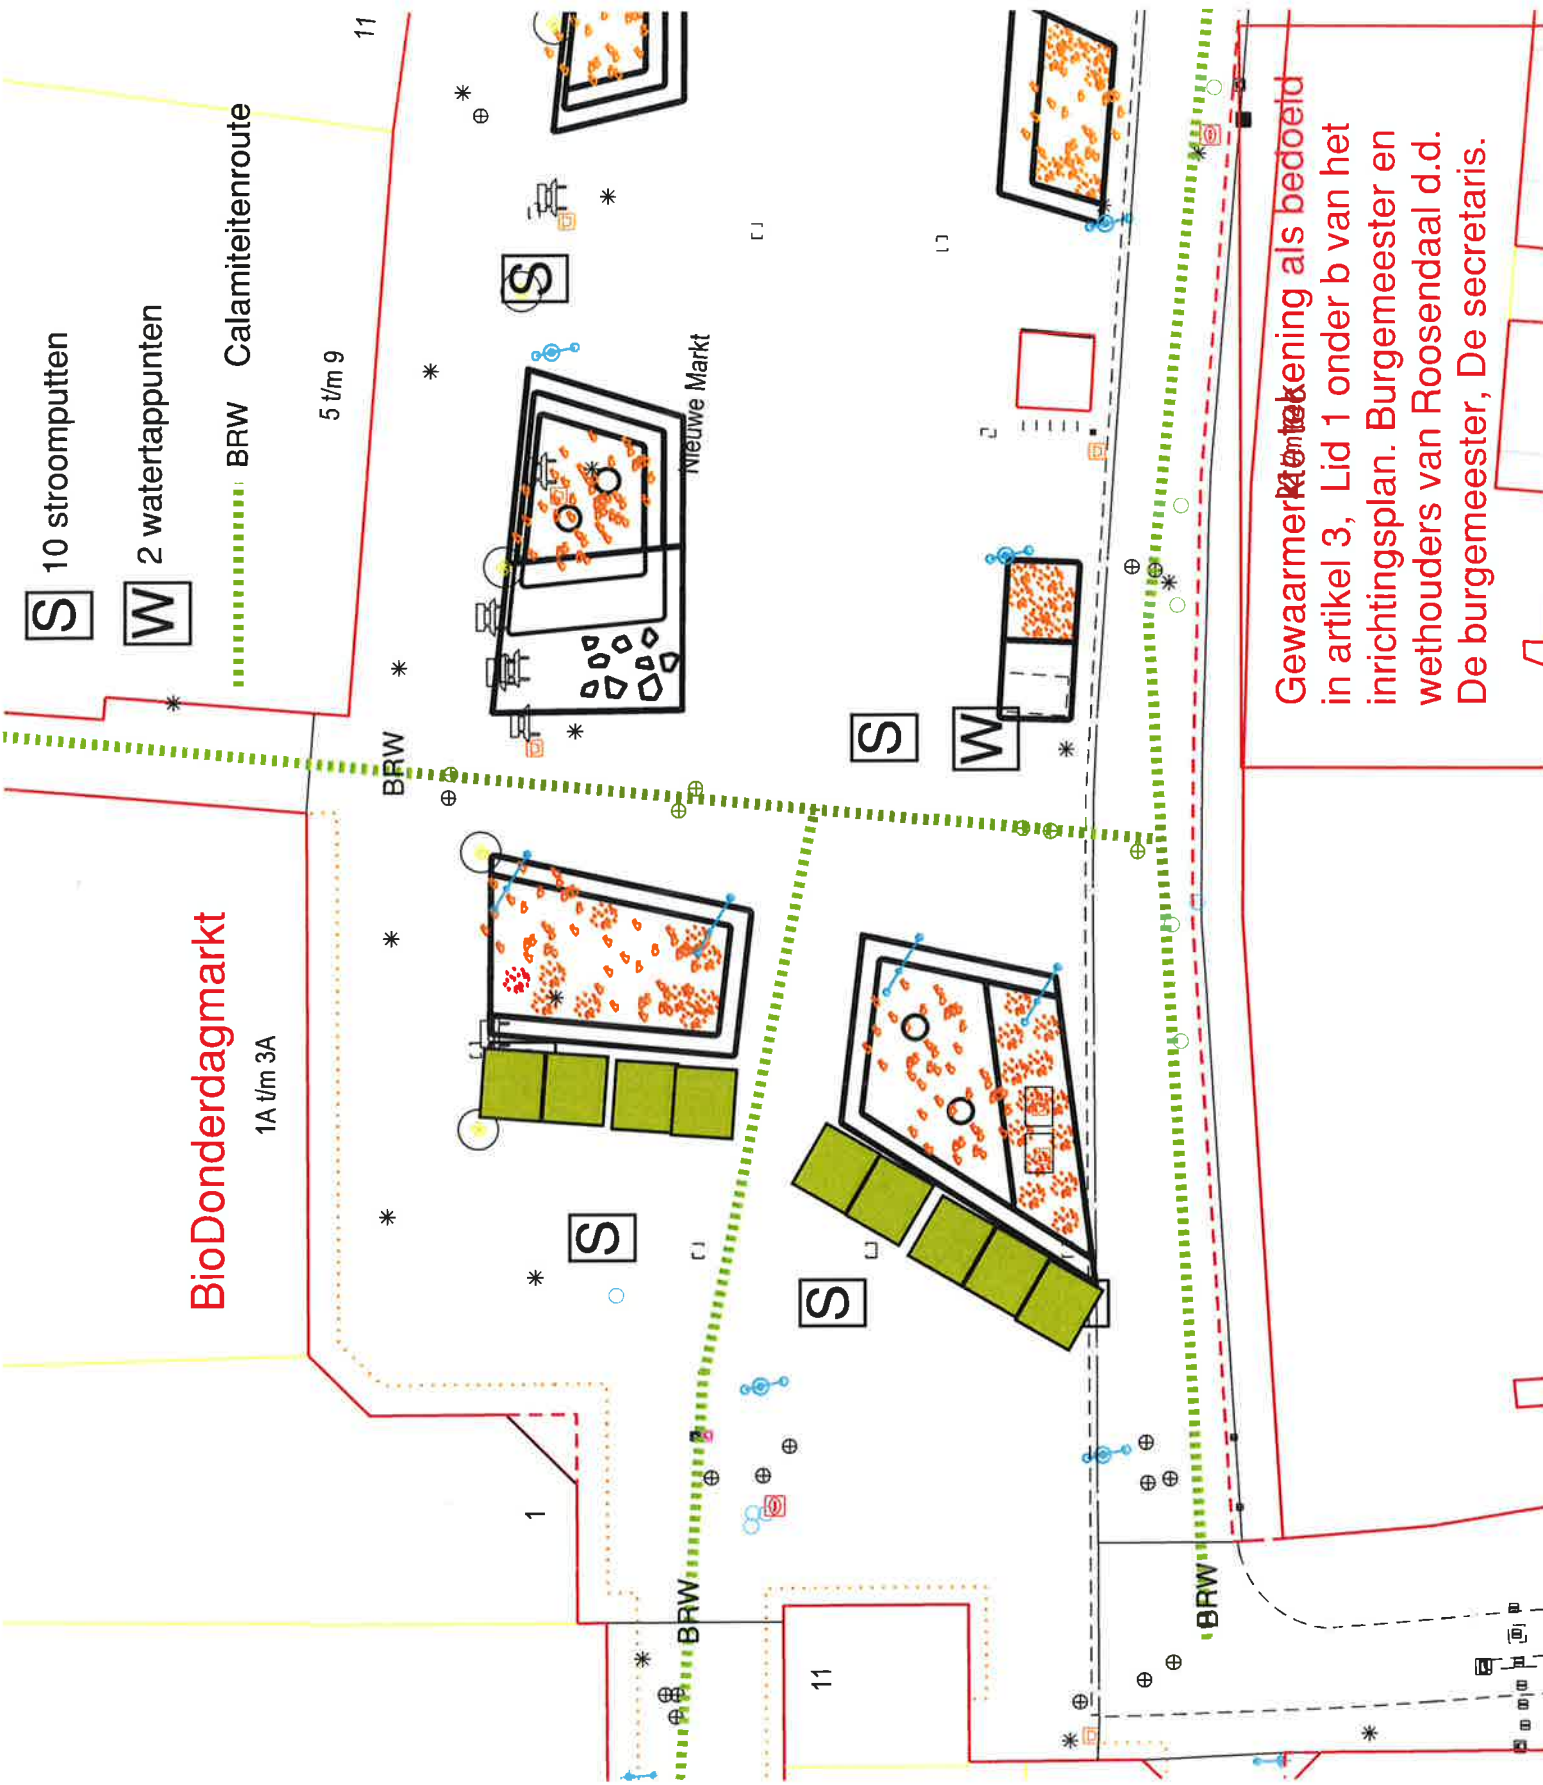 S 10 stroomputten
W 2 watertappunten
BRW Calamiteitenroute
BioDonderdagmarkt
1A t/m 3A
5 t/m 9
11
BRW
S
Nieuwe Markt
S
S
S
W
1
BRW
11
BRW
Gewaarmerkte tekening als bedoeld
in artikel 3, Lid 1 onder b van het
inrichtingsplan. Burgemeester en
wethouders van Roosendaal d.d.
De burgemeester, De secretaris.